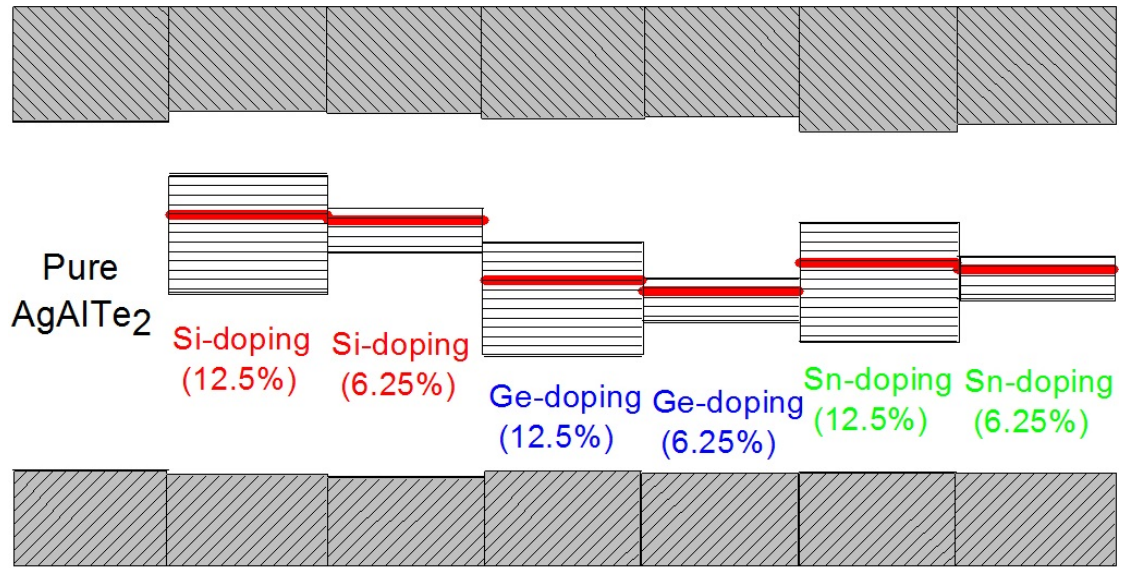 Pure
AgAlTe2
Si-doping
(12.5%)
Si-doping
(6.25%)
Ge-doping
(12.5%)
Ge-doping
(6.25%)
Sn-doping
(12.5%)
Sn-doping
(6.25%)